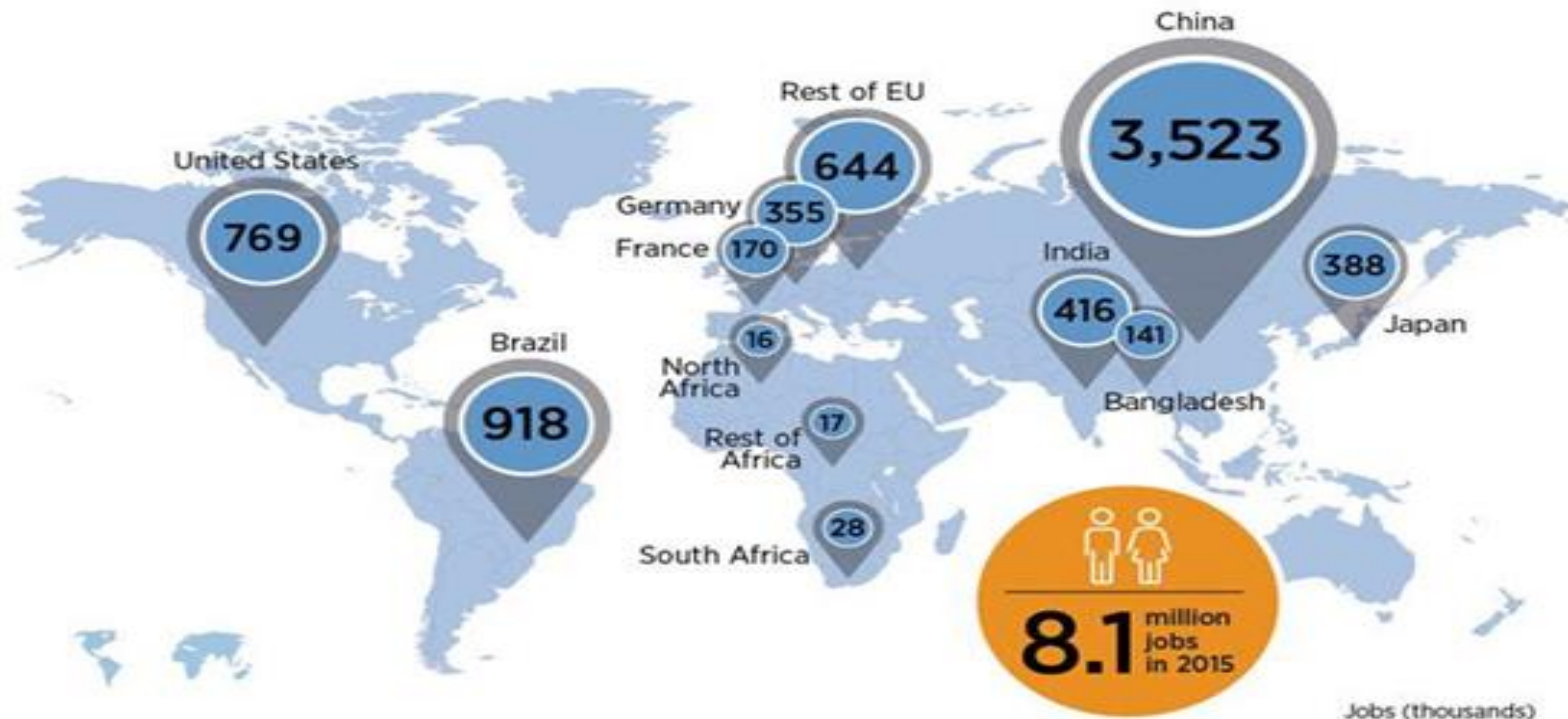 China
3,523
Rest of EU
644
United States
769
Germany
355
France
170
India
416
141
Bangladesh
388
Japan
Brazil
918
16
North
Africa
17
Rest of
Africa
28
South Africa
8.1 million
jobs
in 2015
Jobs (thousands)